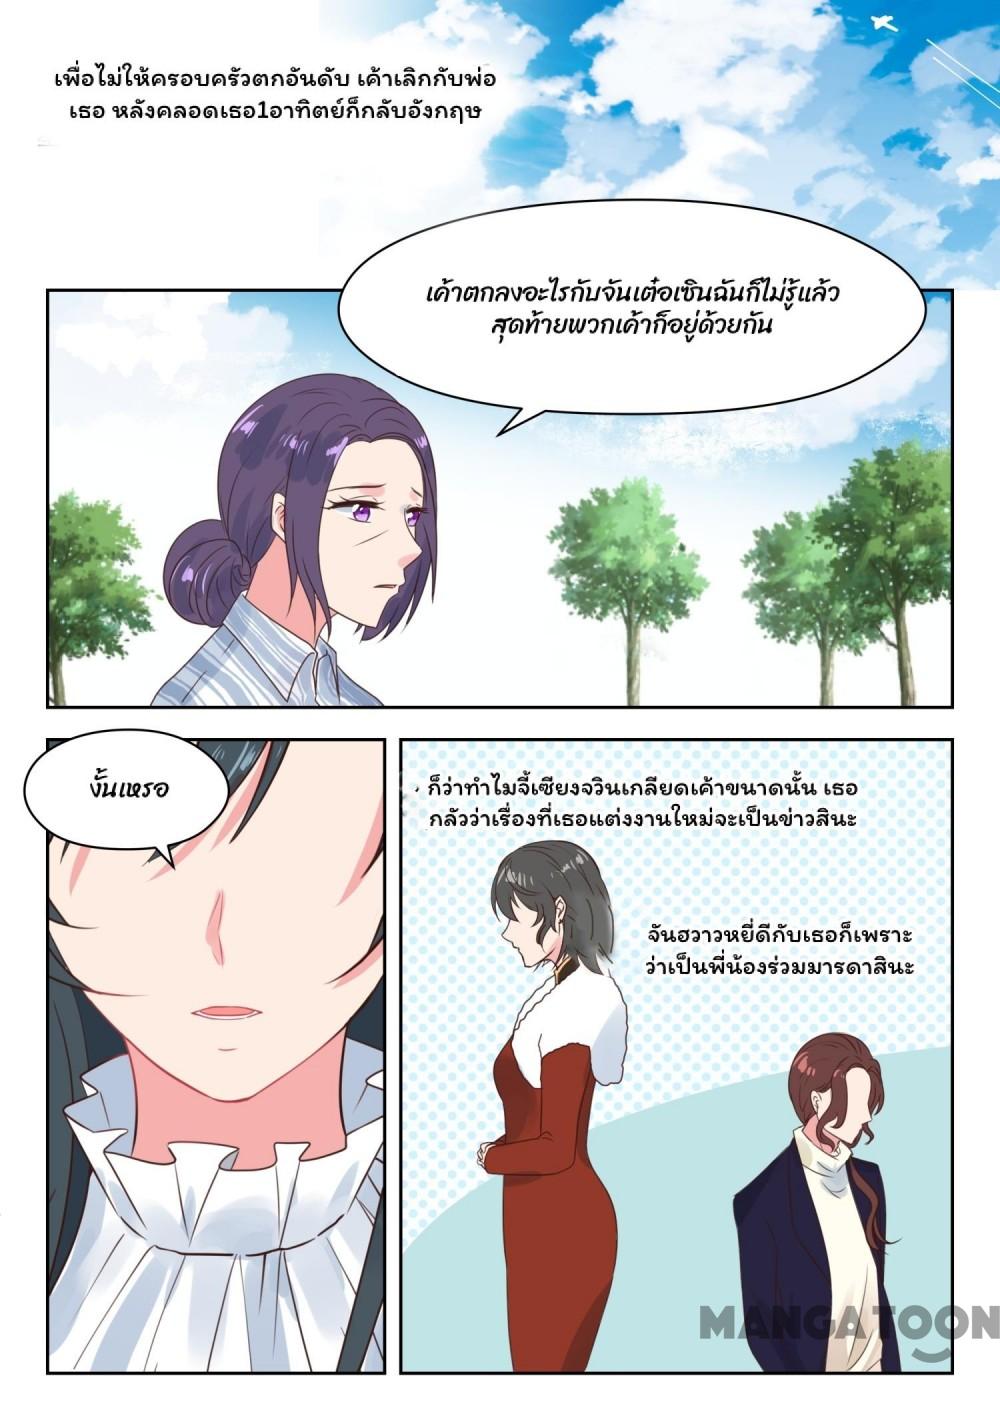 เพื่อไม่ให้ครอบครัวตกอันดับ เค้าเลิกกับพ่อ
เธอ หลังคลอดเธอ1อาทิตย์ก็กลับอังกฤษ
เค้าตกลงอะไรกับจันเต๋อเซินฉันก็ไม่รู้แล้ว
สุดท้ายพวกเค้าก็อยู่ด้วยกัน
งั้นเหรอ
ก็ว่าทำไมจี้เซียงจวินเกลียดเค้าขนาดนั้น เธอ
กลัวว่าเรื่องที่เธอแต่งงานใหม่จะเป็นข่าวสินะ
จันฮวาวหยี่ดีกับเธอก็เพราะ
ว่าเป็นพี่น้องร่วมมารดาสินะ
MANGATOON